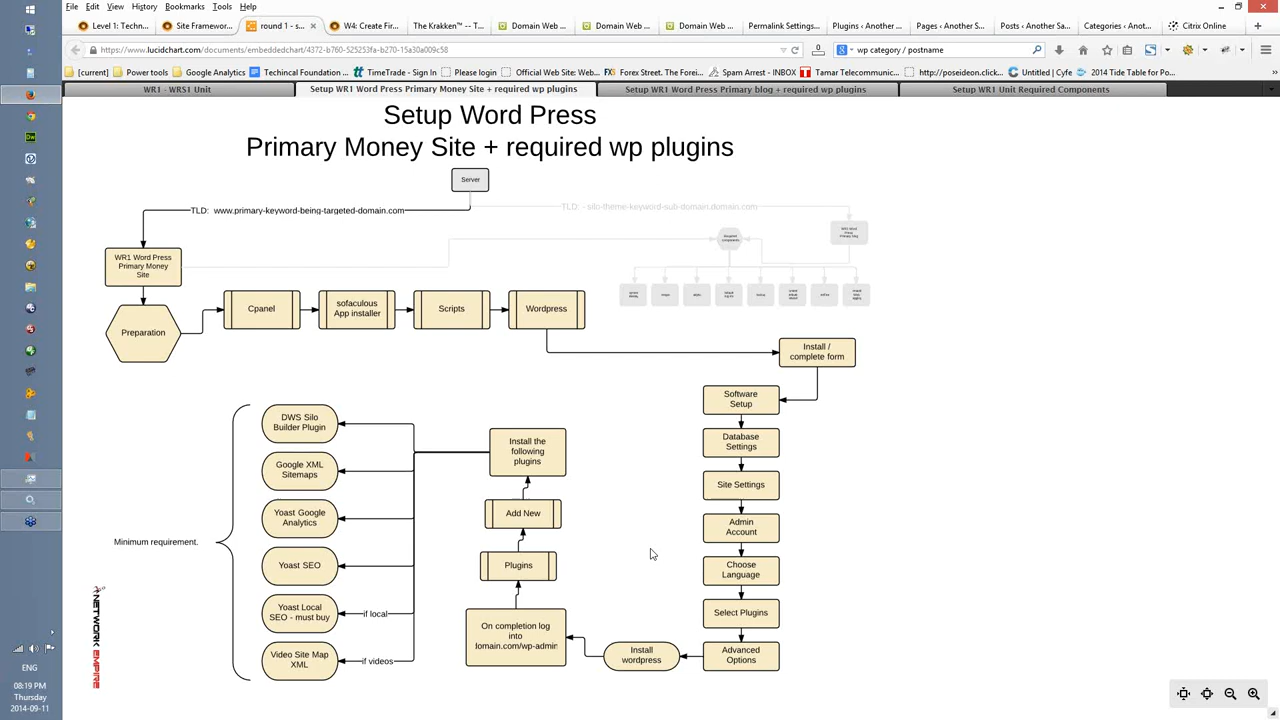 File Edit View History Bookmarks Tools Help
Level 1: Techn...
Site Framewor...
round 1 - s...
W4: Create Fir...
The Krakken™ -- T...
Domain Web ...
Domain Web ...
Domain Web ...
Permalink Settings...
Plugins ‹ Another ...
Pages ‹ Another S...
Posts ‹ Another Sa...
Categories ‹ Anot...
Citrix Online
https://www.lucidchart.com/documents/embeddedchart/4372-b760-525253fa-b270-15a30a009c58
wp category / postname
[current]
Power tools
Google Analytics
Techincal Foundation ...
TimeTrade - Sign In
Please login
Official Web Site: Web...
Forex Street. The Forei...
Spam Arrest - INBOX
Tamar Telecommunic...
http://poseidon.click...
Untitled | Cyfe
2014 Tide Table for Po...
WR1 - WRS1 Unit
Setup WR1 Word Press Primary Money Site + required wp plugins
Setup WR1 Word Press Primary blog + required wp plugins
Setup WR1 Unit Required Components
Setup Word Press
Primary Money Site + required wp plugins
Server
TLD: www.primary-keyword-being-targeted-domain.com
TLD: - silo-theme-keyword-sub-domain.domain.com
WR1 Word Press
Primary Money
Site
Preparation
Cpanel
sofaculous
App installer
Scripts
Wordpress
Install /
complete form
Software
Setup
Database
Settings
Site Settings
Admin
Account
Choose
Language
Select Plugins
Advanced
Options
Install
wordpress
On completion log
into
domain.com/wp-admin
Plugins
Add New
Install the
following
plugins
DWS Silo
Builder Plugin
Google XML
Sitemaps
Yoast Google
Analytics
Yoast SEO
Yoast Local
SEO - must buy
if local
Video Site Map
XML
if videos
Minimum requirement.
NETWORK EMPIRE
ENG
08:19 PM
Thursday
2014-09-11